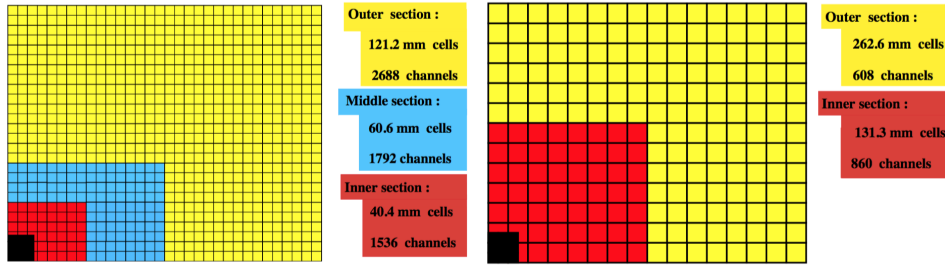 Outer section :
121.2 mm cells
2688 channels
Middle section :
60.6 mm cells
1792 channels
Inner section :
40.4 mm cells
1536 channels
Outer section :
262.6 mm cells
608 channels
Inner section :
131.3 mm cells
860 channels